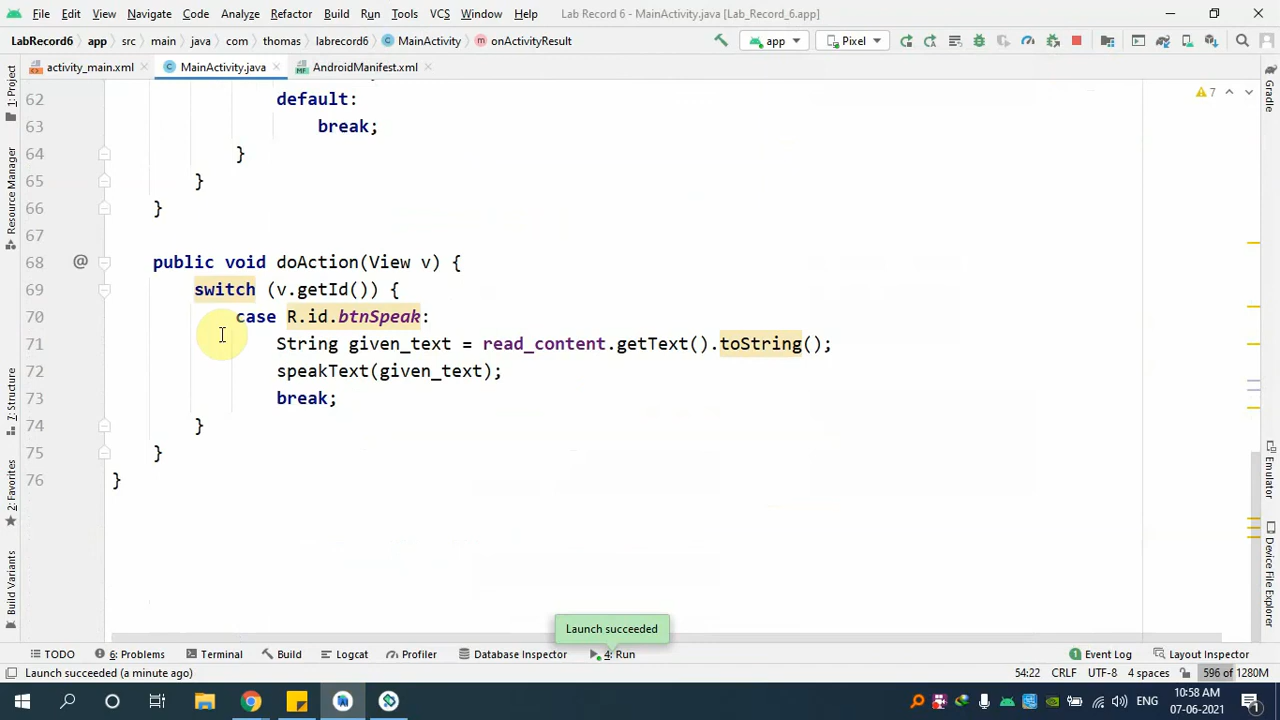 File Edit View Navigate Code Analyze Refactor Build Run Tools VCS Window Help Lab Record 6 - MainActivity.java [Lab_Record_6.app]
LabRecord6 app src main java com thomas labrecord6 MainActivity onActivityResult app Pixel
activity_main.xml MainActivity.java AndroidManifest.xml
1: Project
Resource Manager
7: Structure
2: Favorites
Build Variants
62 default:
63 break;
64 }
65 }
66 }
67
68 @ public void doAction(View v) {
69 switch (v.getId()) {
70 case R.id.btnSpeak:
71 String given_text = read_content.getText().toString();
72 speakText(given_text);
73 break;
74 }
75 }
76 }
7
Gradle
Emulator
Device File Explorer
Launch succeeded
TODO 6: Problems Terminal Build Logcat Profiler Database Inspector 4: Run Event Log Layout Inspector
Launch succeeded (a minute ago) 54:22 CRLF UTF-8 4 spaces 596 of 1280M
ENG 10:58 AM
07-06-2021
1